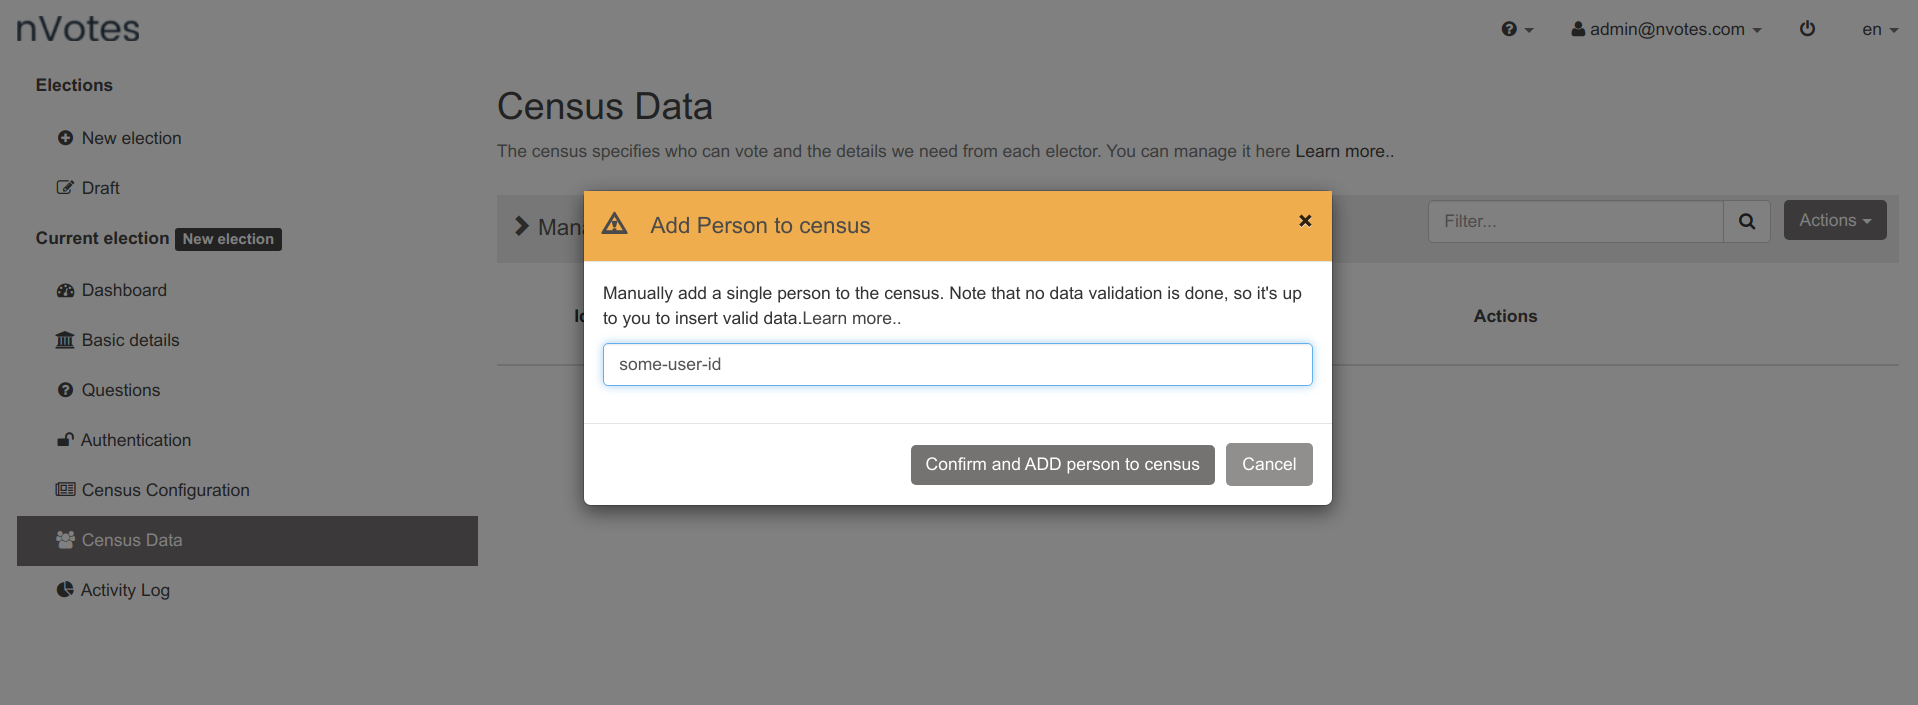 nVotes
admin@nvotes.com
en
Elections
New election
Draft
Current election New election
Dashboard
Basic details
Questions
Authentication
Census Configuration
Census Data
Activity Log
Census Data
The census specifies who can vote and the details we need from each elector. You can manage it here Learn more..
Filter...
Actions
Actions
Add Person to census
Manually add a single person to the census. Note that no data validation is done, so it's up
to you to insert valid data.Learn more..
some-user-id
Confirm and ADD person to census
Cancel